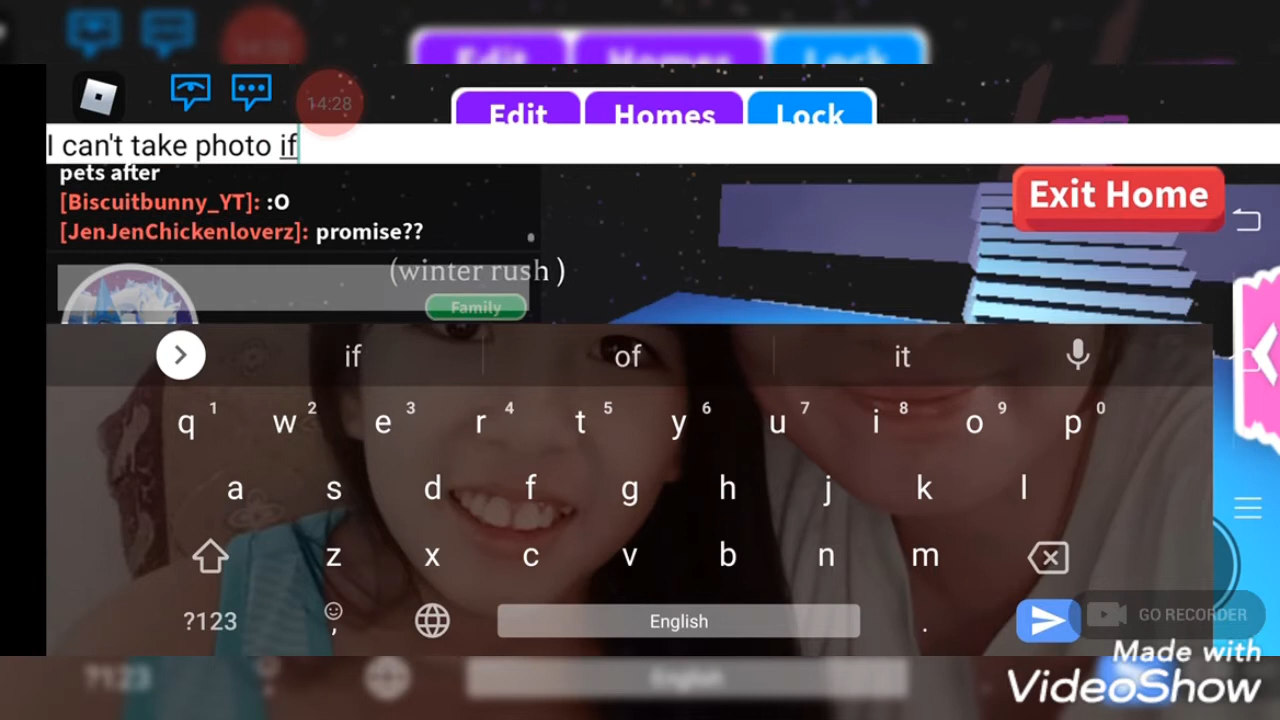 Edit Homes Lock
14:28
I can't take photo if
pets after
[Biscuitbunny_YT]: :O
[JenJenChickenloverz]: promise??
Exit Home
(winter rush )
Family
if of it
q 1 w 2 e 3 r 4 t 5 y 6 u 7 i 8 o 9 p 0
a s d f g h j k l
z x c v b n m
?123 , English .
GO RECORDER
Made with
VideoShow